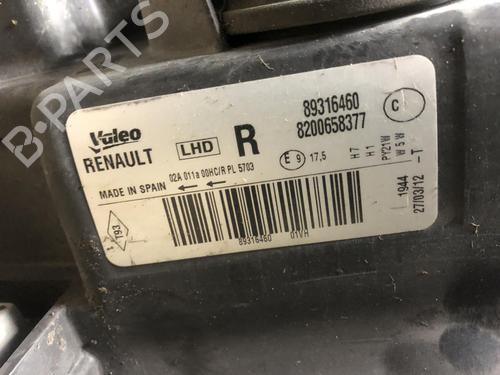 B-PARTS
Valeo
RENAULT
LHD
R
89316460
8200658377
C
02A 011a 00HC/R PL 5703
E 9 17,5
H7
H1
PY21W
W5W
MADE IN SPAIN
T93
89316460 01VH
1944 -T
27/03/12